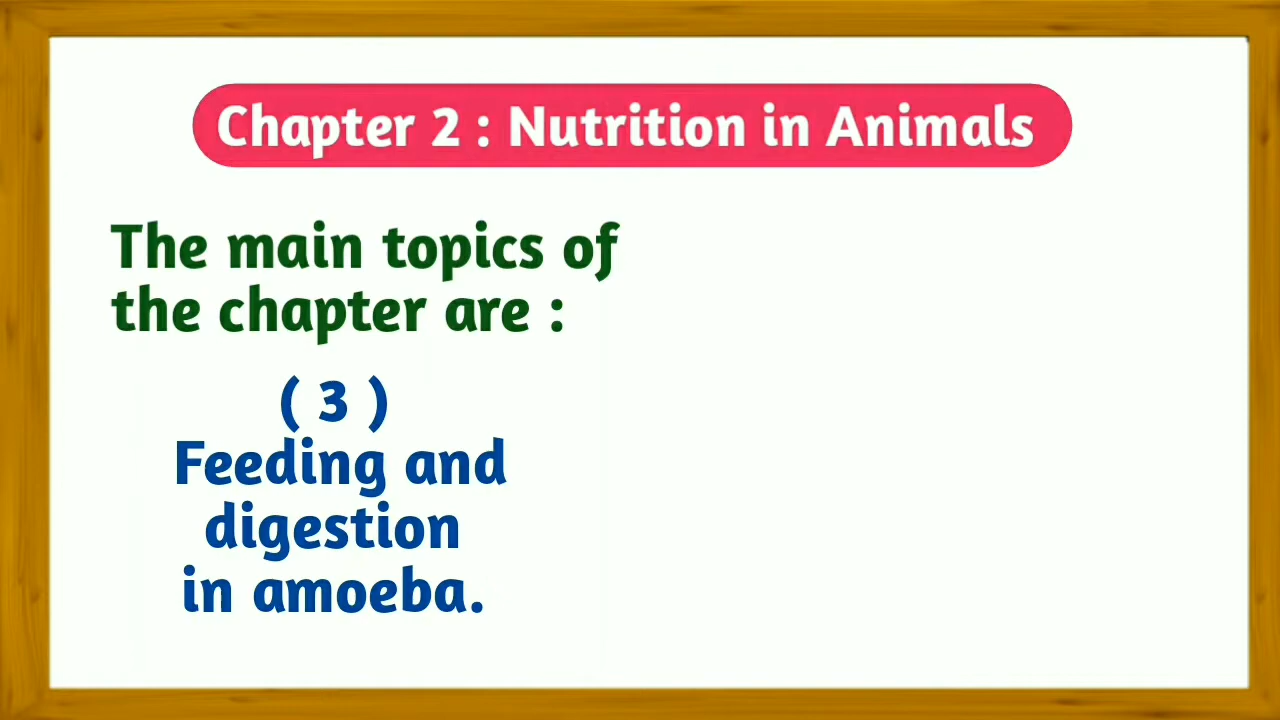 Chapter 2 : Nutrition in Animals
The main topics of
the chapter are :
( 3 )
Feeding and
digestion
in amoeba.